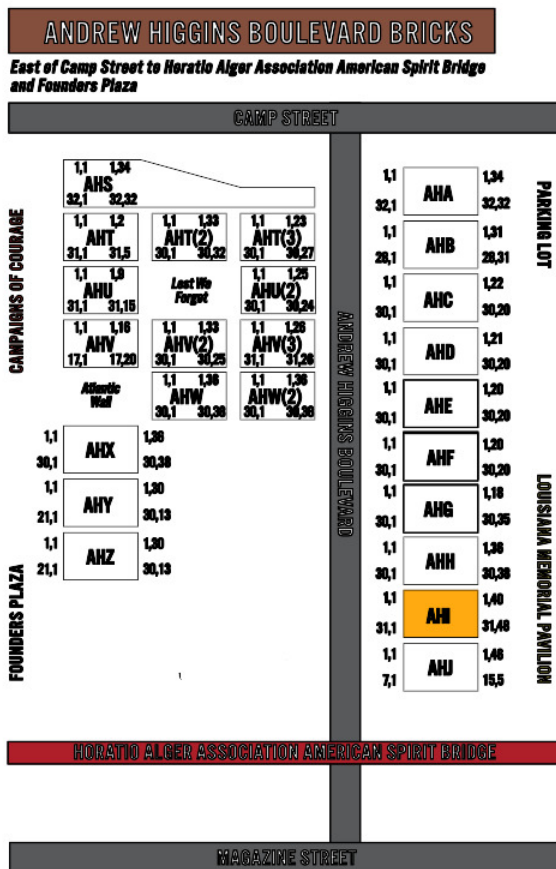 ANDREW HIGGINS BOULEVARD BRICKS
East of Camp Street to Horatio Alger Association American Spirit Bridge
and Founders Plaza
CAMP STREET
1,1 1,34
AHS
32,1 32,32
1,1 1,2
AHT
31,1 31,5
1,1 1,33
AHT(2)
30,1 30,32
1,1 1,23
AHT(3)
30,1 30,27
1,1 1,9
AHU
31,1 31,15
Lest We
Forget
1,1 1,25
AHU(2)
30,1 30,24
1,1 1,16
AHV
17,1 17,20
1,1 1,33
AHV(2)
30,1 30,25
1,1 1,26
AHV(3)
31,1 31,26
Atlantic
Wall
1,1 1,36
AHW
30,1 30,36
1,1 1,36
AHW(2)
30,1 30,36
1,1 1,36
AHX
30,1 30,38
1,1 1,30
AHY
21,1 30,13
1,1 1,30
AHZ
21,1 30,13
CAMPAIGNS OF COURAGE
FOUNDERS PLAZA
ANDREW HIGGINS BOULEVARD
1,1 1,34
AHA
32,1 32,32
1,1 1,31
AHB
28,1 28,31
1,1 1,22
AHC
30,1 30,20
1,1 1,21
AHD
30,1 30,20
1,1 1,20
AHE
30,1 30,20
1,1 1,20
AHF
30,1 30,20
1,1 1,18
AHG
30,1 30,35
1,1 1,36
AHH
30,1 30,36
1,1 1,40
AHI
31,1 31,48
1,1 1,46
AHJ
7,1 15,5
PARKING LOT
LOUISIANA MEMORIAL PAVILION
HORATIO ALGER ASSOCIATION AMERICAN SPIRIT BRIDGE
MAGAZINE STREET